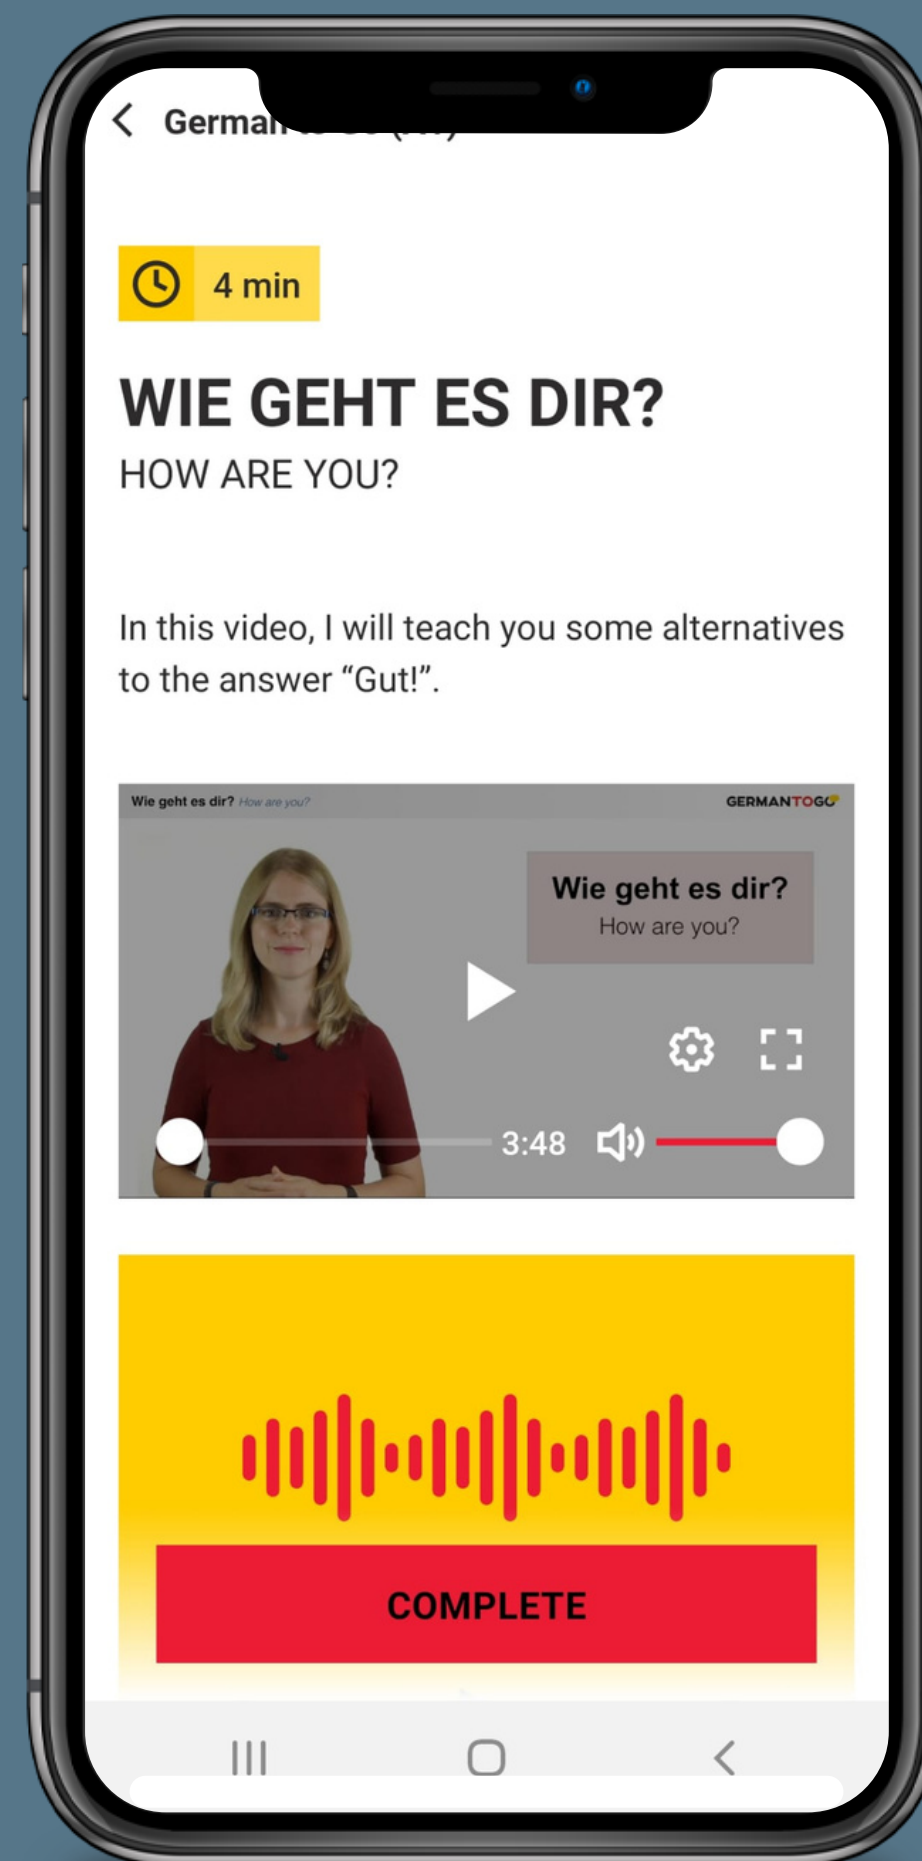 German
4 min
WIE GEHT ES DIR?
HOW ARE YOU?
In this video, I will teach you some alternatives
to the answer “Gut!”.
Wie geht es dir? How are you?
GERMANTOGO
Wie geht es dir?
How are you?
3:48
COMPLETE